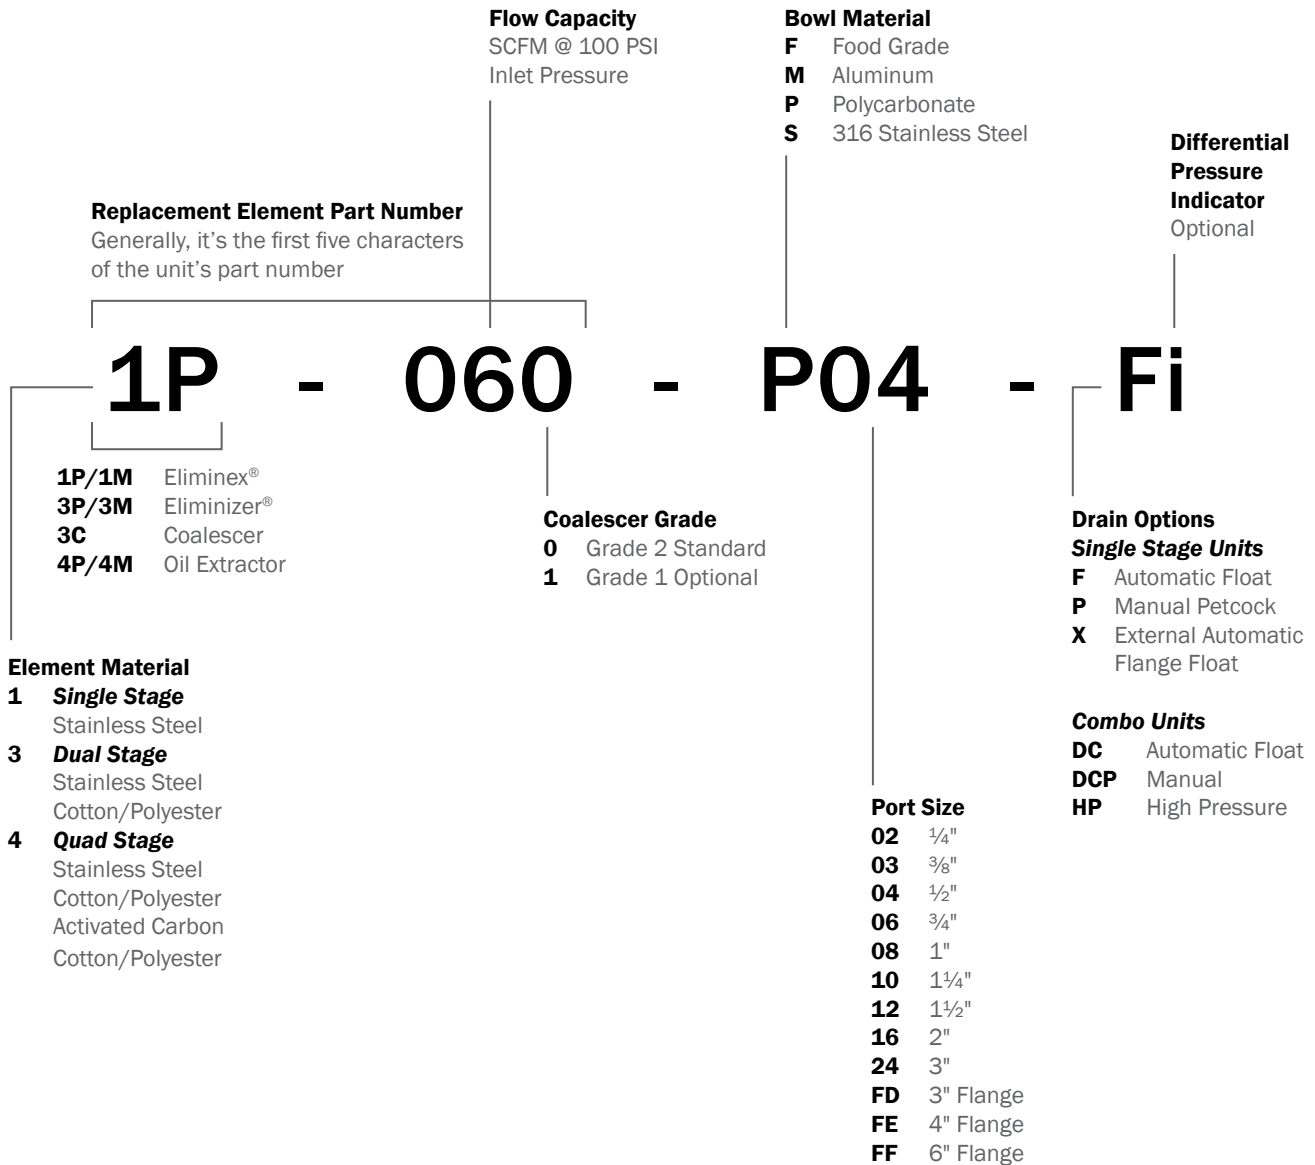 Flow Capacity
SCFM @ 100 PSI
Inlet Pressure
Bowl Material
F Food Grade
M Aluminum
P Polycarbonate
S 316 Stainless Steel
Differential
Pressure
Indicator
Optional
Replacement Element Part Number
Generally, it's the first five characters
of the unit's part number
1P - 060 - P04 - Fi
1P/1M Eliminex®
3P/3M Eliminizer®
3C Coalescer
4P/4M Oil Extractor
Element Material
1 Single Stage
Stainless Steel
3 Dual Stage
Stainless Steel
Cotton/Polyester
4 Quad Stage
Stainless Steel
Cotton/Polyester
Activated Carbon
Cotton/Polyester
Coalescer Grade
0 Grade 2 Standard
1 Grade 1 Optional
Port Size
02 ¼"
03 ⅜"
04 ½"
06 ¾"
08 1"
10 1¼"
12 1½"
16 2"
24 3"
FD 3" Flange
FE 4" Flange
FF 6" Flange
Drain Options
Single Stage Units
F Automatic Float
P Manual Petcock
X External Automatic
Flange Float
Combo Units
DC Automatic Float
DCP Manual
HP High Pressure